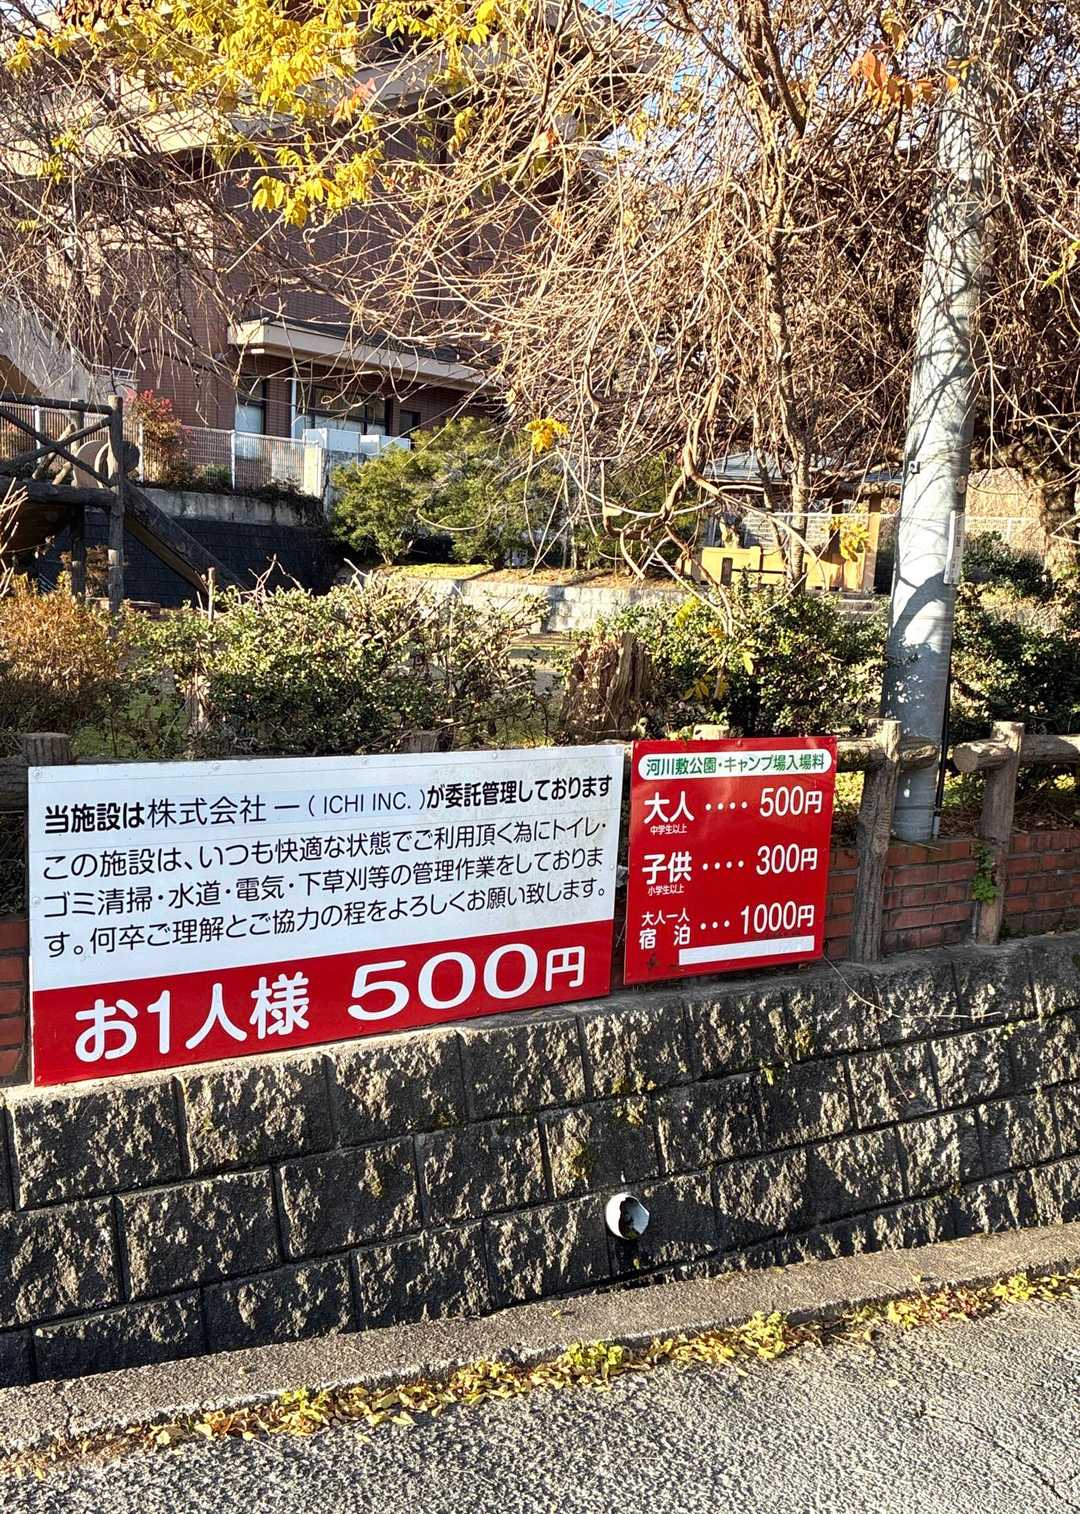 当施設は株式会社 一 ( ICHI INC. )が委託管理しております
この施設は、いつも快適な状態でご利用頂く為にトイレ・
ゴミ清掃・水道・電気・下草刈等の管理作業をしておりま
す。何卒ご理解とご協力の程をよろしくお願い致します。
お1人様 500円
河川敷公園・キャンプ場入場料
大人 ‥‥ 500円
中学生以上
子供 ‥‥ 300円
小学生以上
大人一人
宿 泊 ‥・ 1000円